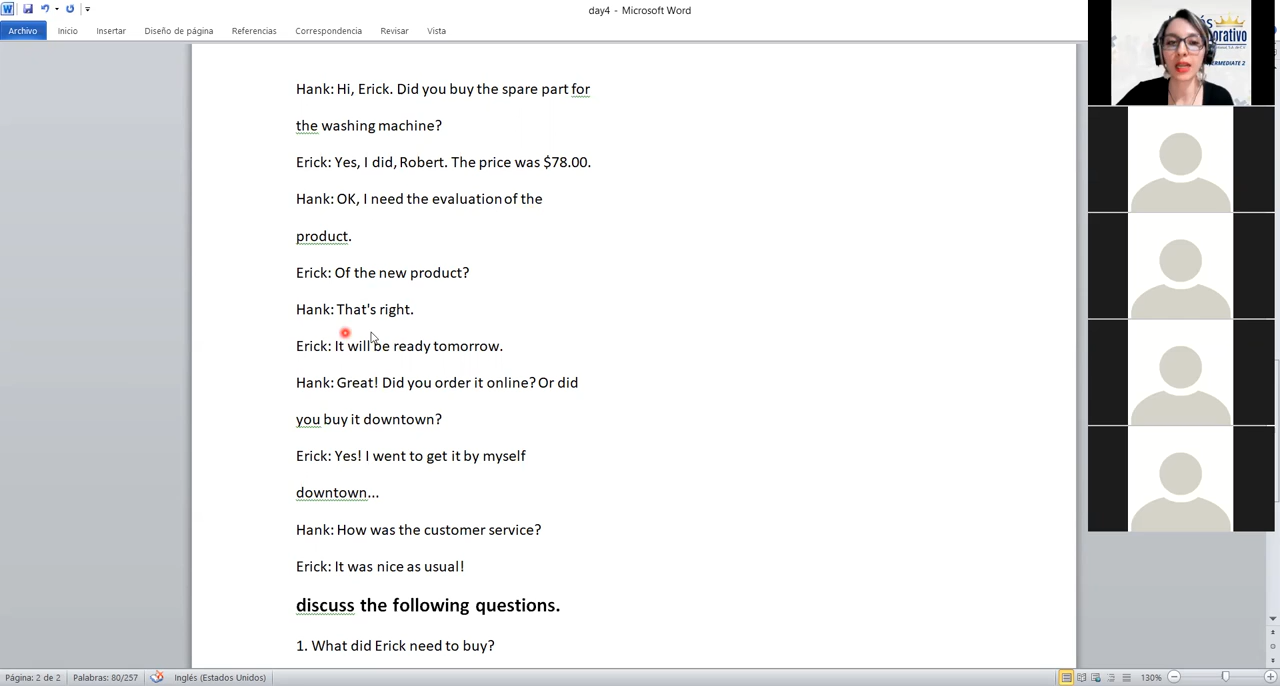 day4 - Microsoft Word
Archivo Inicio Insertar Diseño de página Referencias Correspondencia Revisar Vista
Hank: Hi, Erick. Did you buy the spare part for
the washing machine?
Erick: Yes, I did, Robert. The price was $78.00.
Hank: OK, I need the evaluation of the
product.
Erick: Of the new product?
Hank: That's right.
Erick: It will be ready tomorrow.
Hank: Great! Did you order it online? Or did
you buy it downtown?
Erick: Yes! I went to get it by myself
downtown...
Hank: How was the customer service?
Erick: It was nice as usual!
discuss the following questions.
1. What did Erick need to buy?
Página: 2 de 2 Palabras: 80/257 Inglés (Estados Unidos) 130%